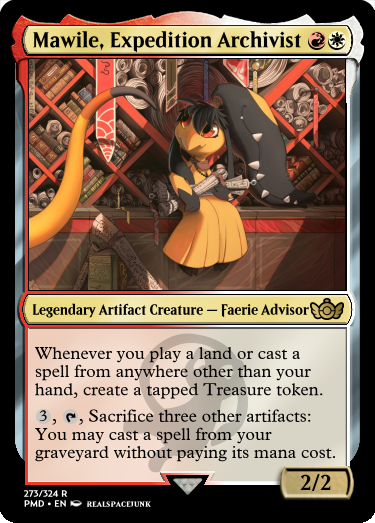 Mawile, Expedition Archivist
Legendary Artifact Creature — Faerie Advisor
Whenever you play a land or cast a
spell from anywhere other than your
hand, create a tapped Treasure token.
3, , Sacrifice three other artifacts:
You may cast a spell from your
graveyard without paying its mana cost.
2/2
273/324 R
PMD • EN REALSPACEJUNK